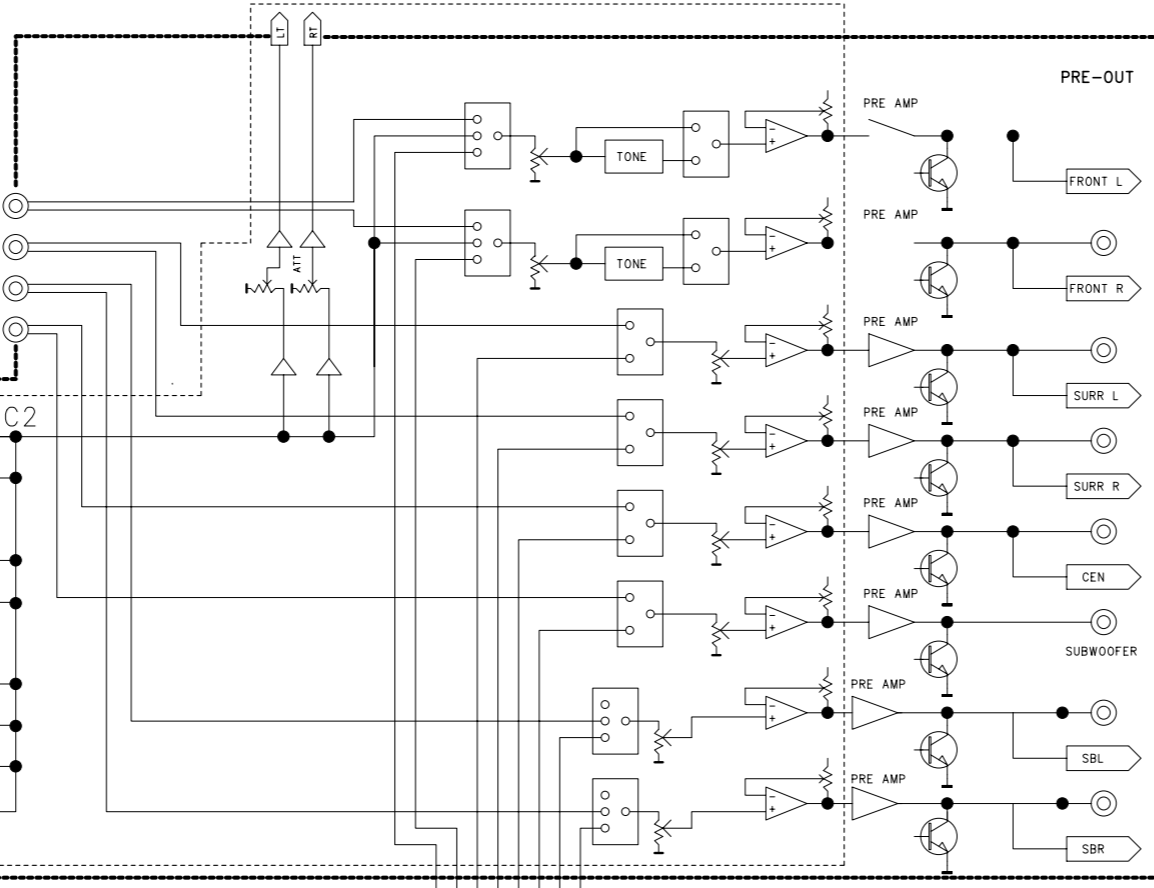 LT
RT
PRE-OUT
PRE AMP
TONE
- +
FRONT L
PRE AMP
ATT
TONE
- +
FRONT R
PRE AMP
- +
SURR L
C2
PRE AMP
- +
SURR R
PRE AMP
- +
CEN
PRE AMP
- +
SUBWOOFER
PRE AMP
- +
SBL
PRE AMP
- +
SBR